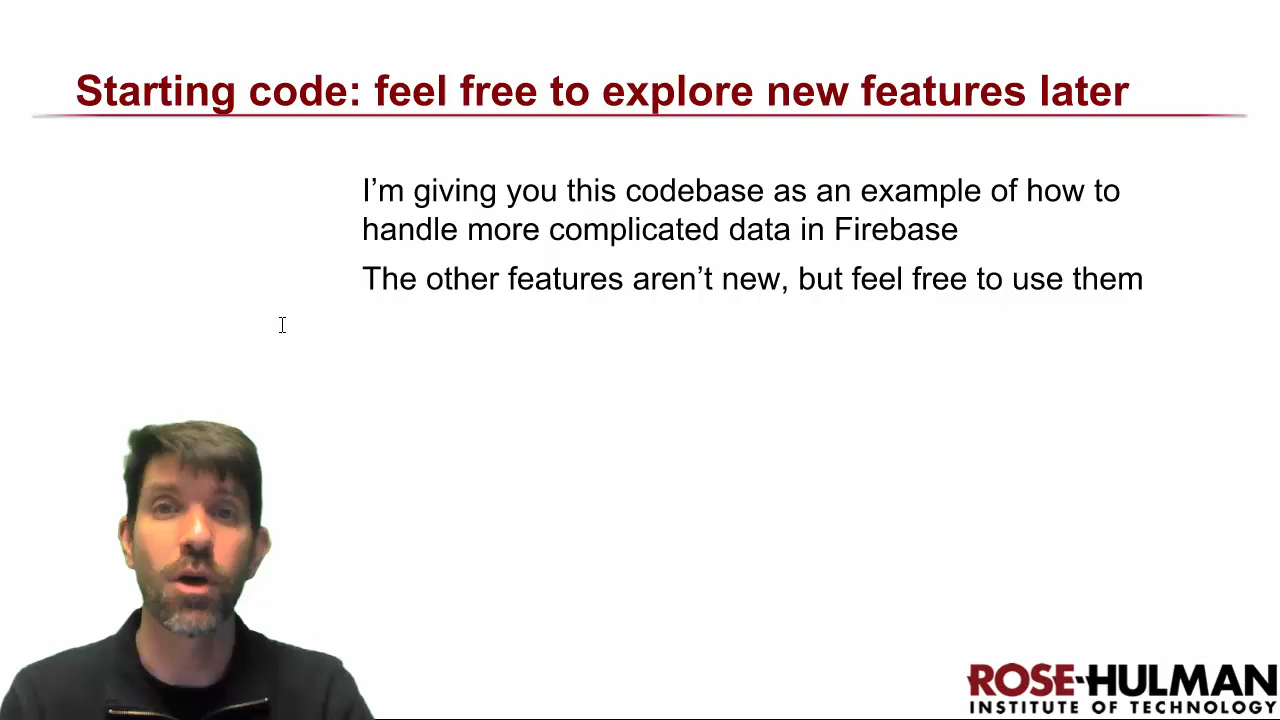 Starting code: feel free to explore new features later
I’m giving you this codebase as an example of how to
handle more complicated data in Firebase
The other features aren’t new, but feel free to use them
ROSE-HULMAN
INSTITUTE OF TECHNOLOGY